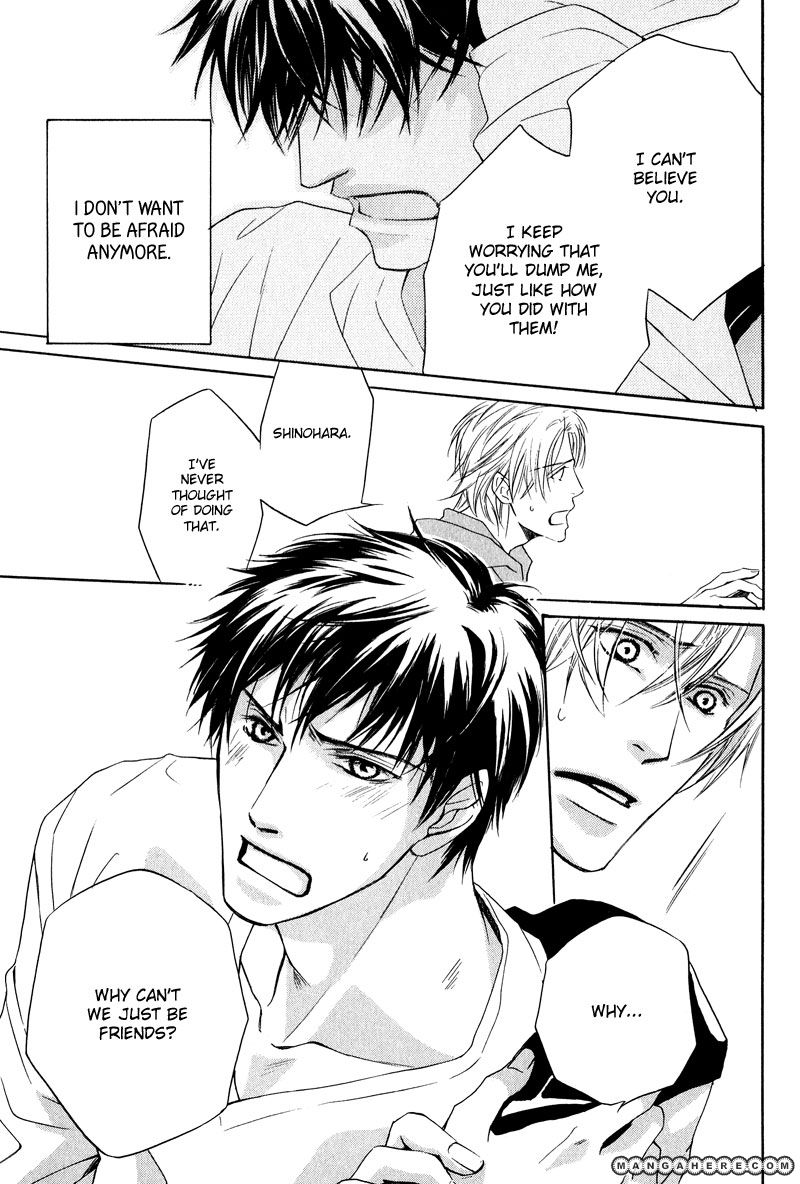 I CAN'T
BELIEVE
YOU.
I KEEP
WORRYING THAT
YOU'LL DUMP ME,
JUST LIKE HOW
YOU DID WITH
THEM!
I DON'T WANT
TO BE AFRAID
ANYMORE.
SHINOHARA.
I'VE
NEVER
THOUGHT
OF DOING
THAT.
WHY...
WHY CAN'T
WE JUST BE
FRIENDS?
MANGAHERE.COM